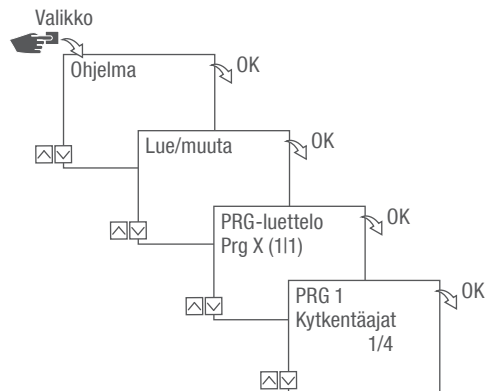 Valikko
Ohjelma
OK
Lue/muuta
OK
PRG-luettelo
Prg X (1|1)
OK
PRG 1
Kytkentäajat
1/4
OK